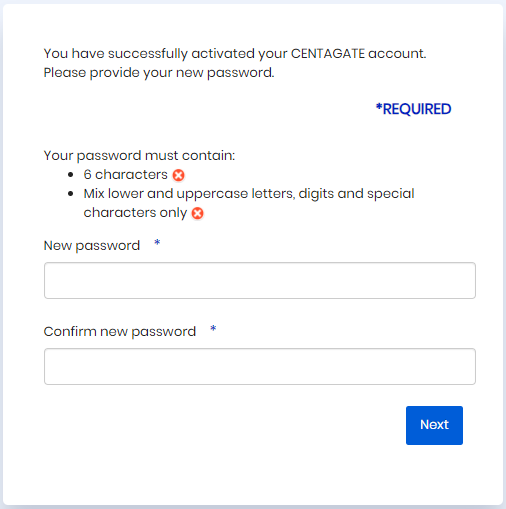 You have successfully activated your CENTAGATE account.
Please provide your new password.
*REQUIRED
Your password must contain:
• 6 characters
• Mix lower and uppercase letters, digits and special
characters only
New password *
Confirm new password *
Next